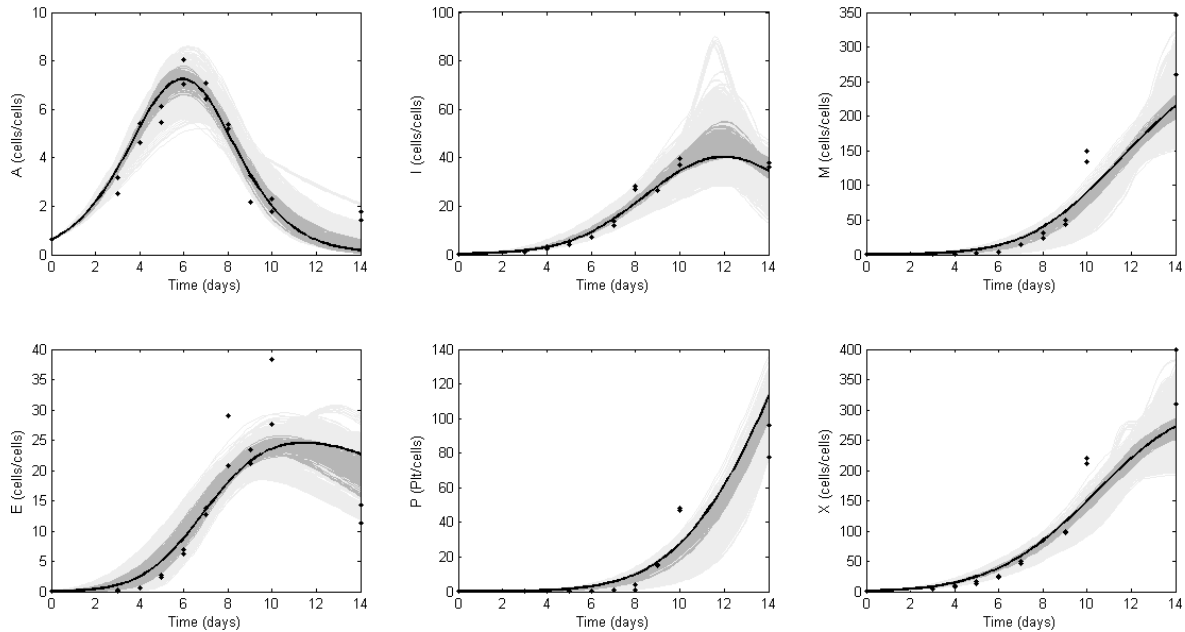 A (cells/cells)
10
8
6
4
2
0
0 2 4 6 8 10 12 14
Time (days)
I (cells/cells)
100
80
60
40
20
0
0 2 4 6 8 10 12 14
Time (days)
M (cells/cells)
350
300
250
200
150
100
50
0
0 2 4 6 8 10 12 14
Time (days)
E (cells/cells)
40
35
30
25
20
15
10
5
0
0 2 4 6 8 10 12 14
Time (days)
P (Plt/cells)
140
120
100
80
60
40
20
0
0 2 4 6 8 10 12 14
Time (days)
X (cells/cells)
400
350
300
250
200
150
100
50
0
0 2 4 6 8 10 12 14
Time (days)